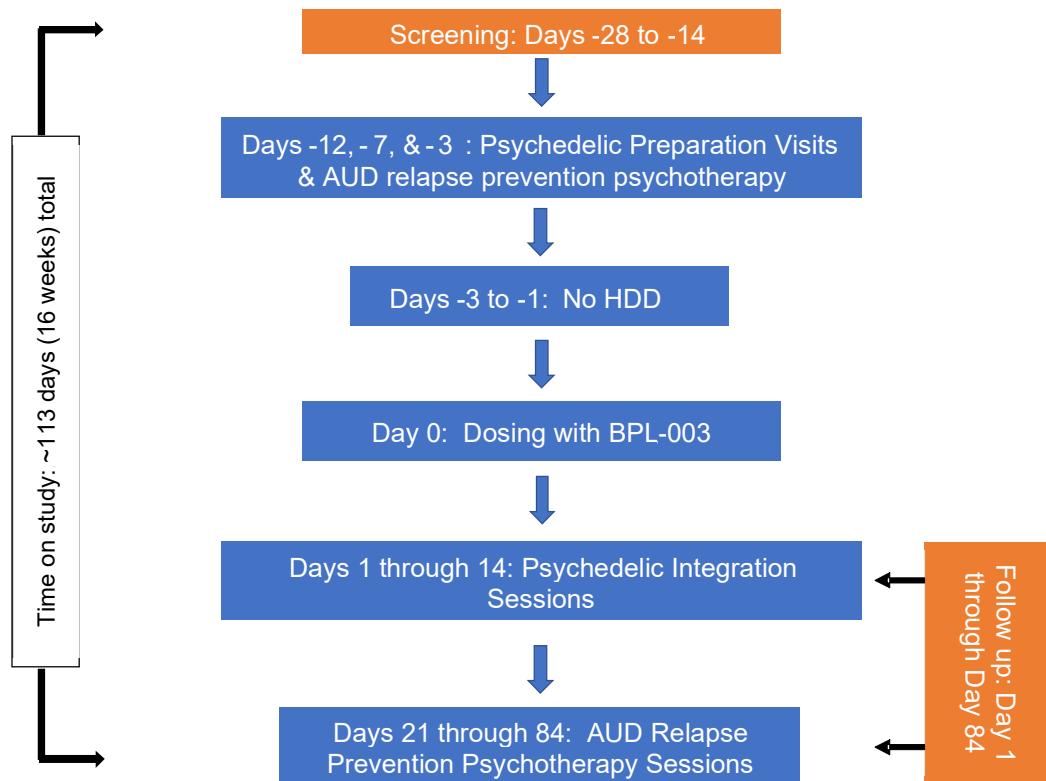 Screening: Days -28 to -14
Days -12, - 7, & - 3 : Psychedelic Preparation Visits
& AUD relapse prevention psychotherapy
Days -3 to -1: No HDD
Day 0: Dosing with BPL-003
Days 1 through 14: Psychedelic Integration
Sessions
Days 21 through 84: AUD Relapse
Prevention Psychotherapy Sessions
Time on study: ~113 days (16 weeks) total
Follow up: Day 1
through Day 84